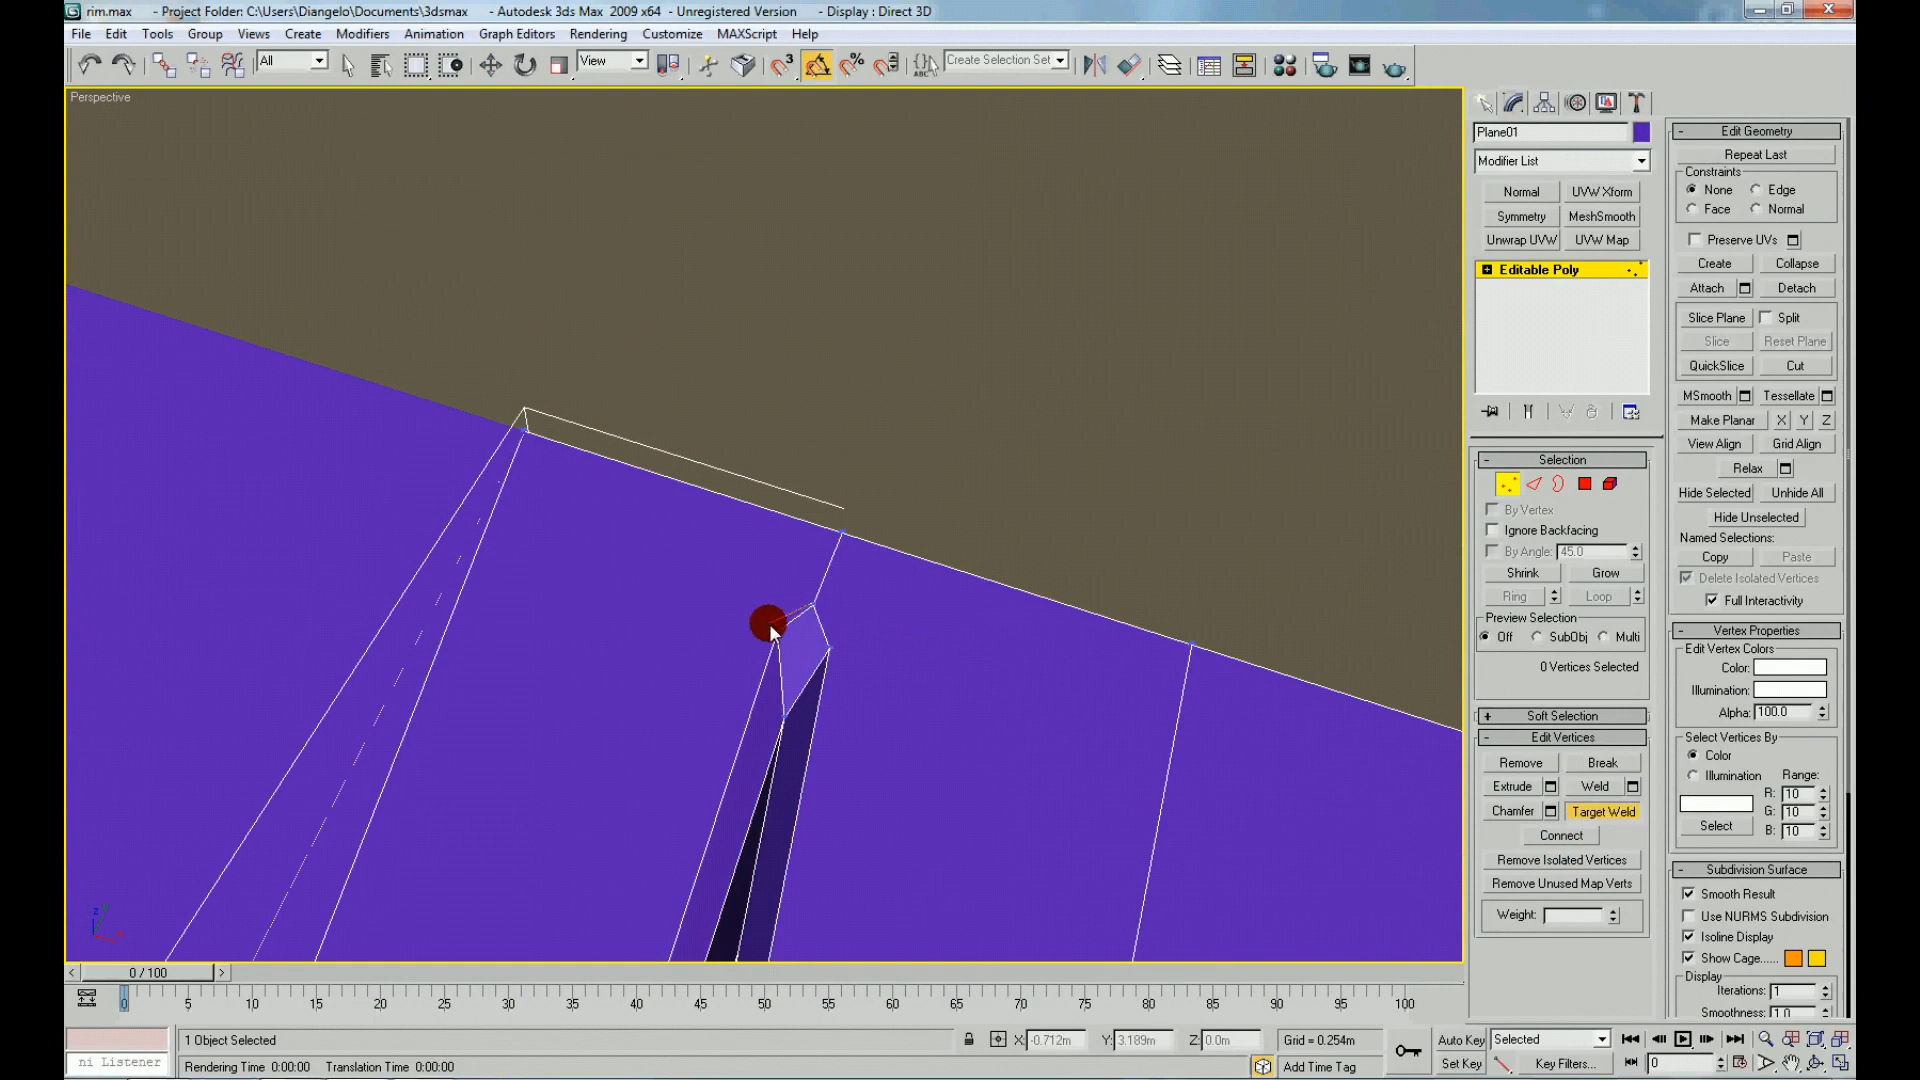 rim.max - Project Folder: C:\Users\Diangelo\Documents\3dsmax - Autodesk 3ds Max 2009 x64 - Unregistered Version - Display : Direct 3D
File Edit Tools Group Views Create Modifiers Animation Graph Editors Rendering Customize MAXScript Help
All View 3 % ABC Create Selection Set
Perspective
Plane01
Modifier List
Normal UVW Xform
Symmetry MeshSmooth
Unwrap UVW UVW Map
Editable Poly
- Selection
By Vertex
Ignore Backfacing
By Angle: 45.0
Shrink Grow
Ring Loop
Preview Selection
Off SubObj Multi
0 Vertices Selected
+ Soft Selection
- Edit Vertices
Remove Break
Extrude Weld
Chamfer Target Weld
Connect
Remove Isolated Vertices
Remove Unused Map Verts
Weight:
- Edit Geometry
Repeat Last
Constraints
None Edge
Face Normal
Preserve UVs
Create Collapse
Attach Detach
Slice Plane Split
Slice Reset Plane
QuickSlice Cut
MSmooth Tessellate
Make Planar X Y Z
View Align Grid Align
Relax
Hide Selected Unhide All
Hide Unselected
Named Selections:
Copy Paste
Delete Isolated Vertices
Full Interactivity
- Vertex Properties
Edit Vertex Colors
Color:
Illumination:
Alpha: 100.0
Select Vertices By
Color
Illumination Range:
R: 10
G: 10
Select B: 10
- Subdivision Surface
Smooth Result
Use NURMS Subdivision
Isoline Display
Show Cage......
Display
Iterations: 1
Smoothness: 1.0
< 0 / 100 >
0 5 10 15 20 25 30 35 40 45 50 55 60 65 70 75 80 85 90 95 100
1 Object Selected X: -0.712m Y: 3.189m Z: 0.0m Grid = 0.254m Auto Key Selected
ni Listener Rendering Time 0:00:00 Translation Time 0:00:00 Add Time Tag Set Key Key Filters... 0